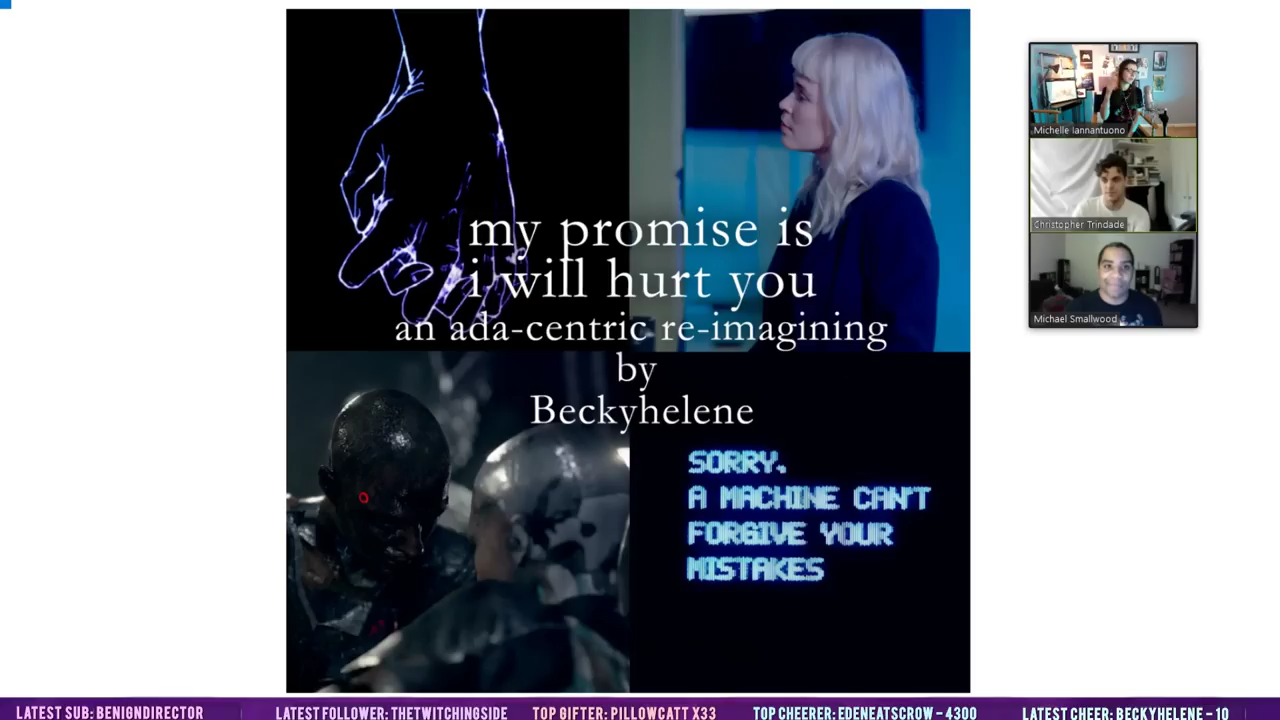 my promise is
i will hurt you
an ada-centric re-imagining
by
Beckyhelene
SORRY.
A MACHINE CAN'T
FORGIVE YOUR
MISTAKES
Michelle Iannantuono
Christopher Trindade
Michael Smallwood
LATEST SUB: BENIGNDIRECTOR
LATEST FOLLOWER: THETWITCHINGSIDE
TOP GIFTER: PILLOWCATT X33
TOP CHEERER: EDENEATSCROW - 4300
LATEST CHEER: BECKYHELENE - 10